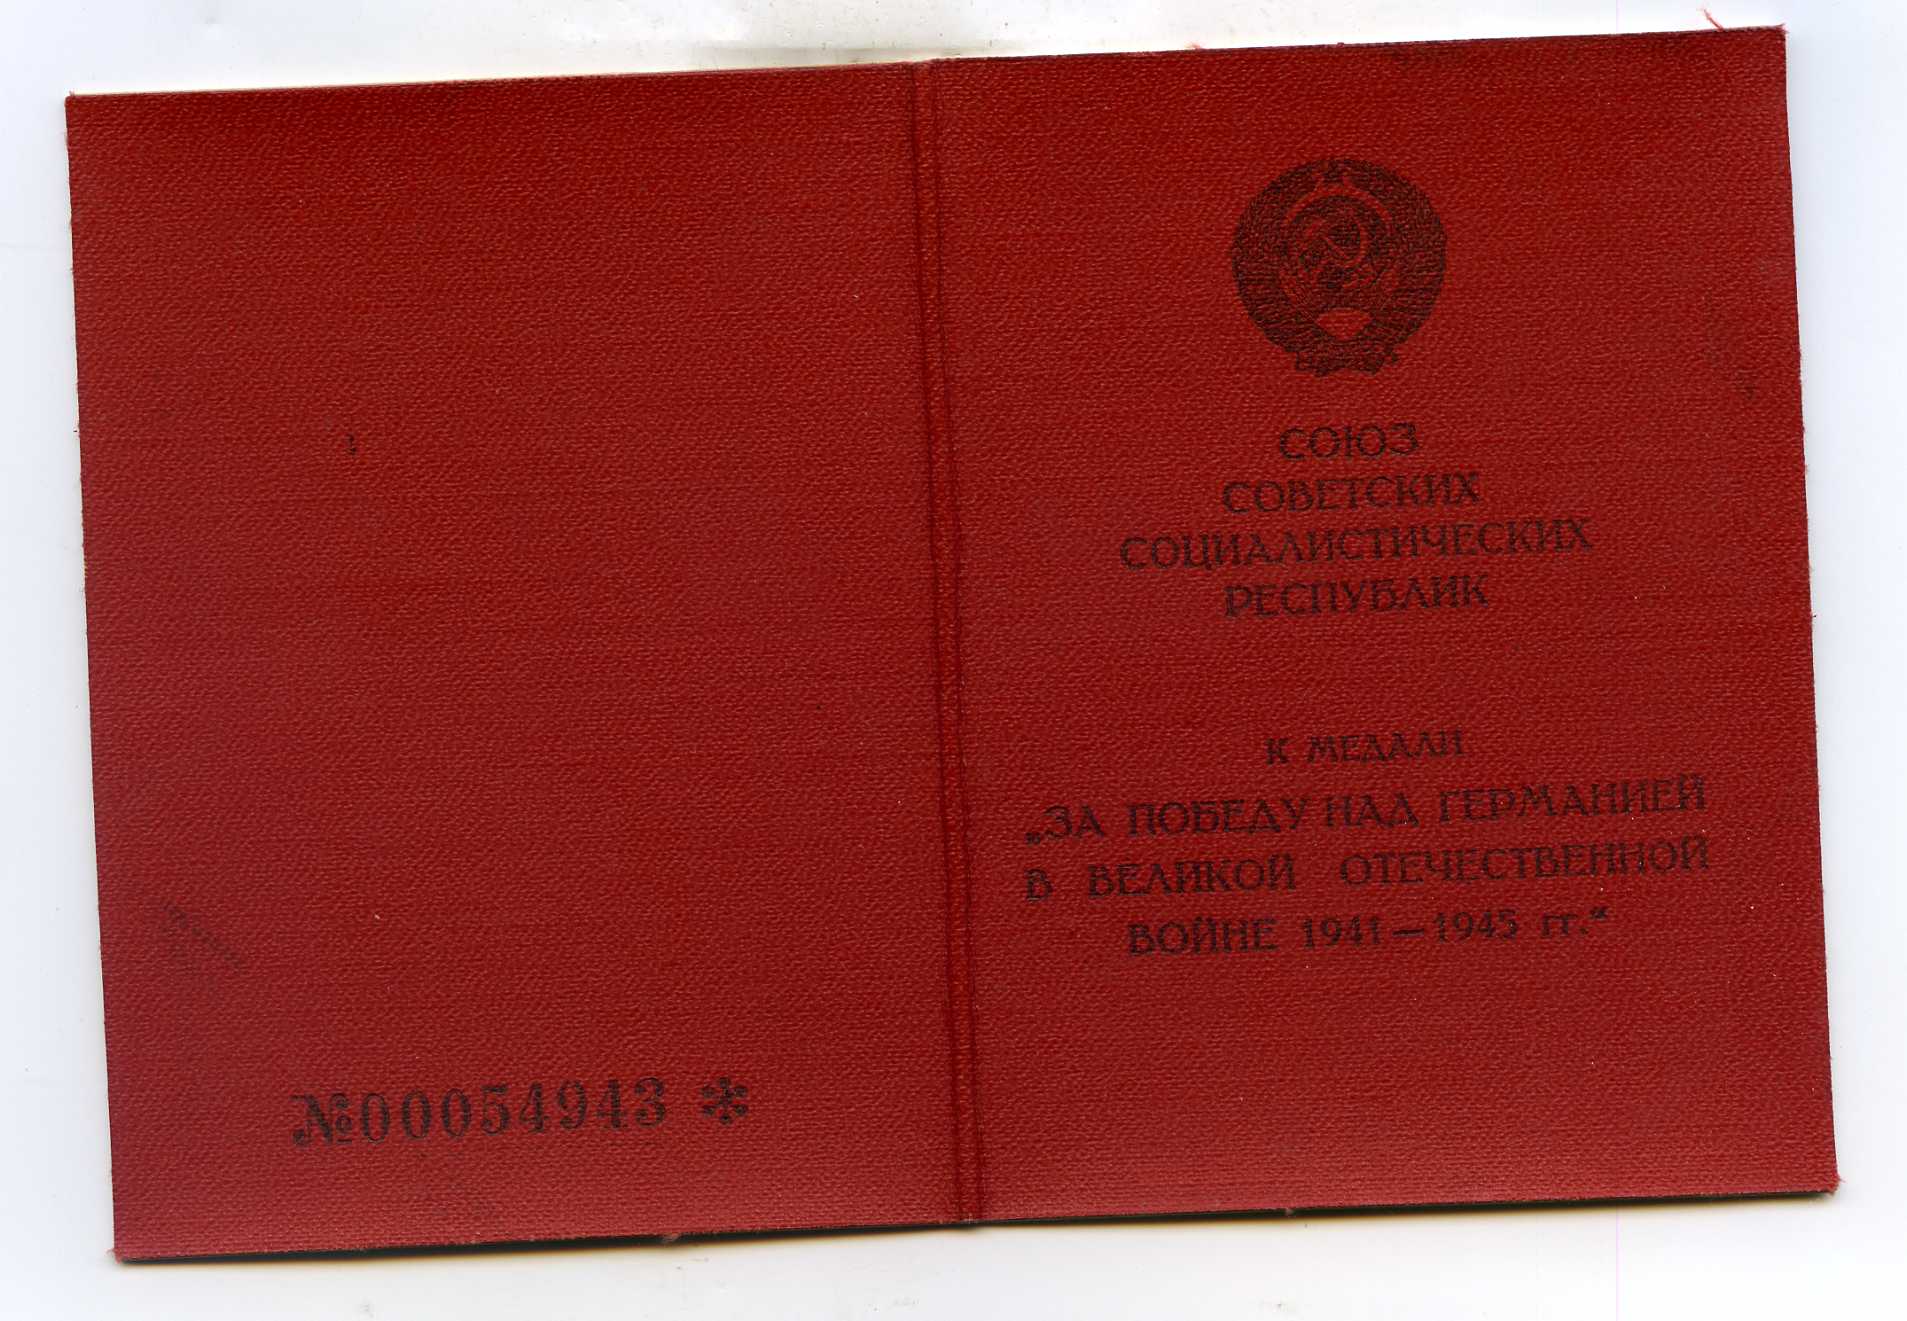 СОЮЗ
СОВЕТСКИХ
СОЦИАЛИСТИЧЕСКИХ
РЕСПУБЛИК
К МЕДАЛИ
„ЗА ПОБЕДУ НАД ГЕРМАНИЕЙ
В ВЕЛИКОЙ ОТЕЧЕСТВЕННОЙ
ВОЙНЕ 1941—1945 гг.“
№00054943 *